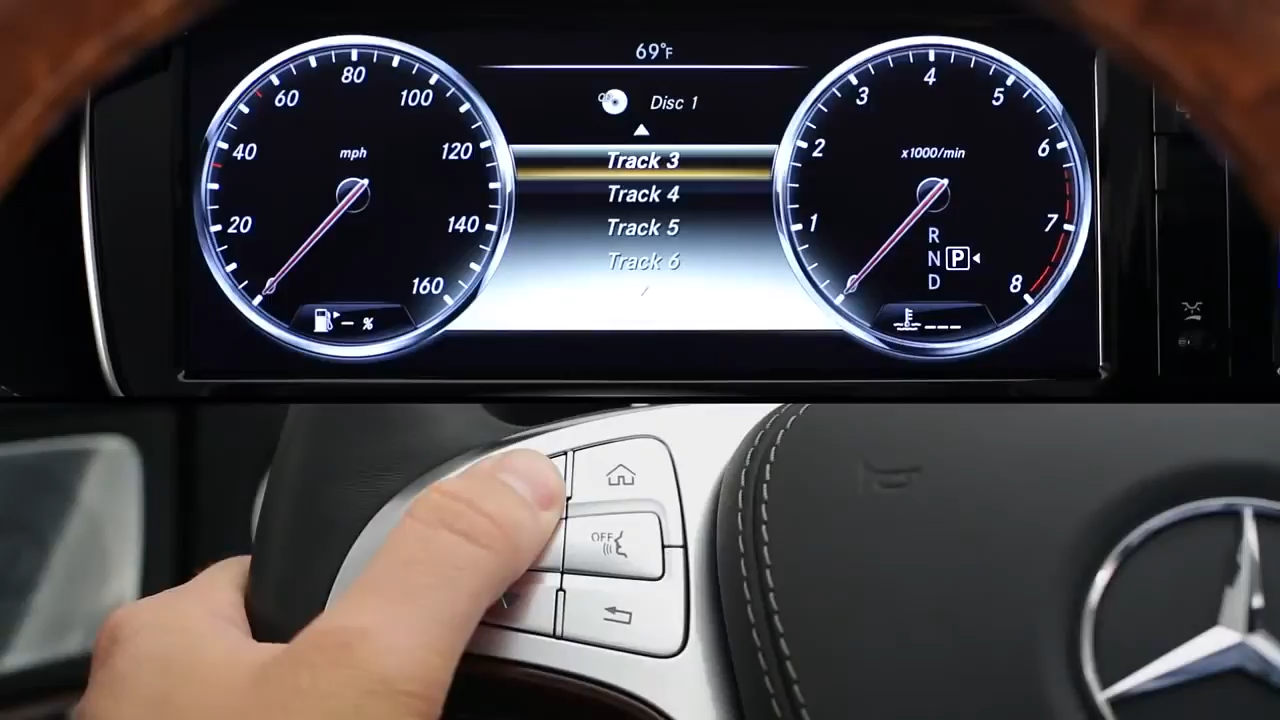 69°F
Disc 1
Track 3
Track 4
Track 5
Track 6
20
40
60
80
100
120
140
160
mph
%
1
2
3
4
5
6
7
8
x1000/min
R
N P
D
OFF